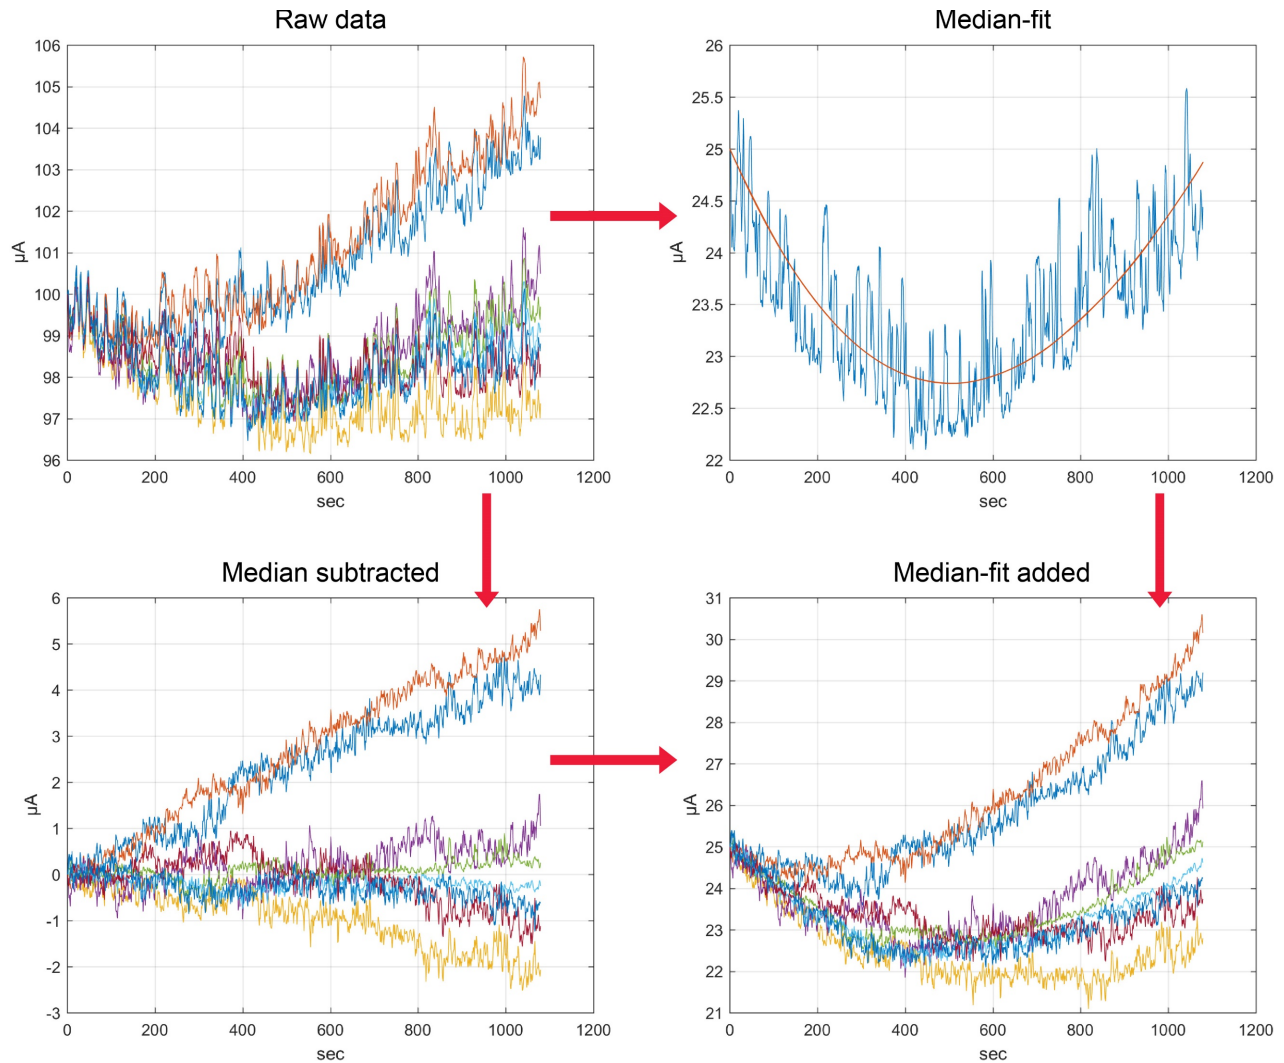 Raw data
106
105
104
103
102
101
100
99
98
97
96
µA
0 200 400 600 800 1000 1200
sec
Median-fit
26
25.5
25
24.5
24
23.5
23
22.5
22
µA
0 200 400 600 800 1000 1200
sec
Median subtracted
6
5
4
3
2
1
0
-1
-2
-3
µA
0 200 400 600 800 1000 1200
sec
Median-fit added
31
30
29
28
27
26
25
24
23
22
21
µA
0 200 400 600 800 1000 1200
sec